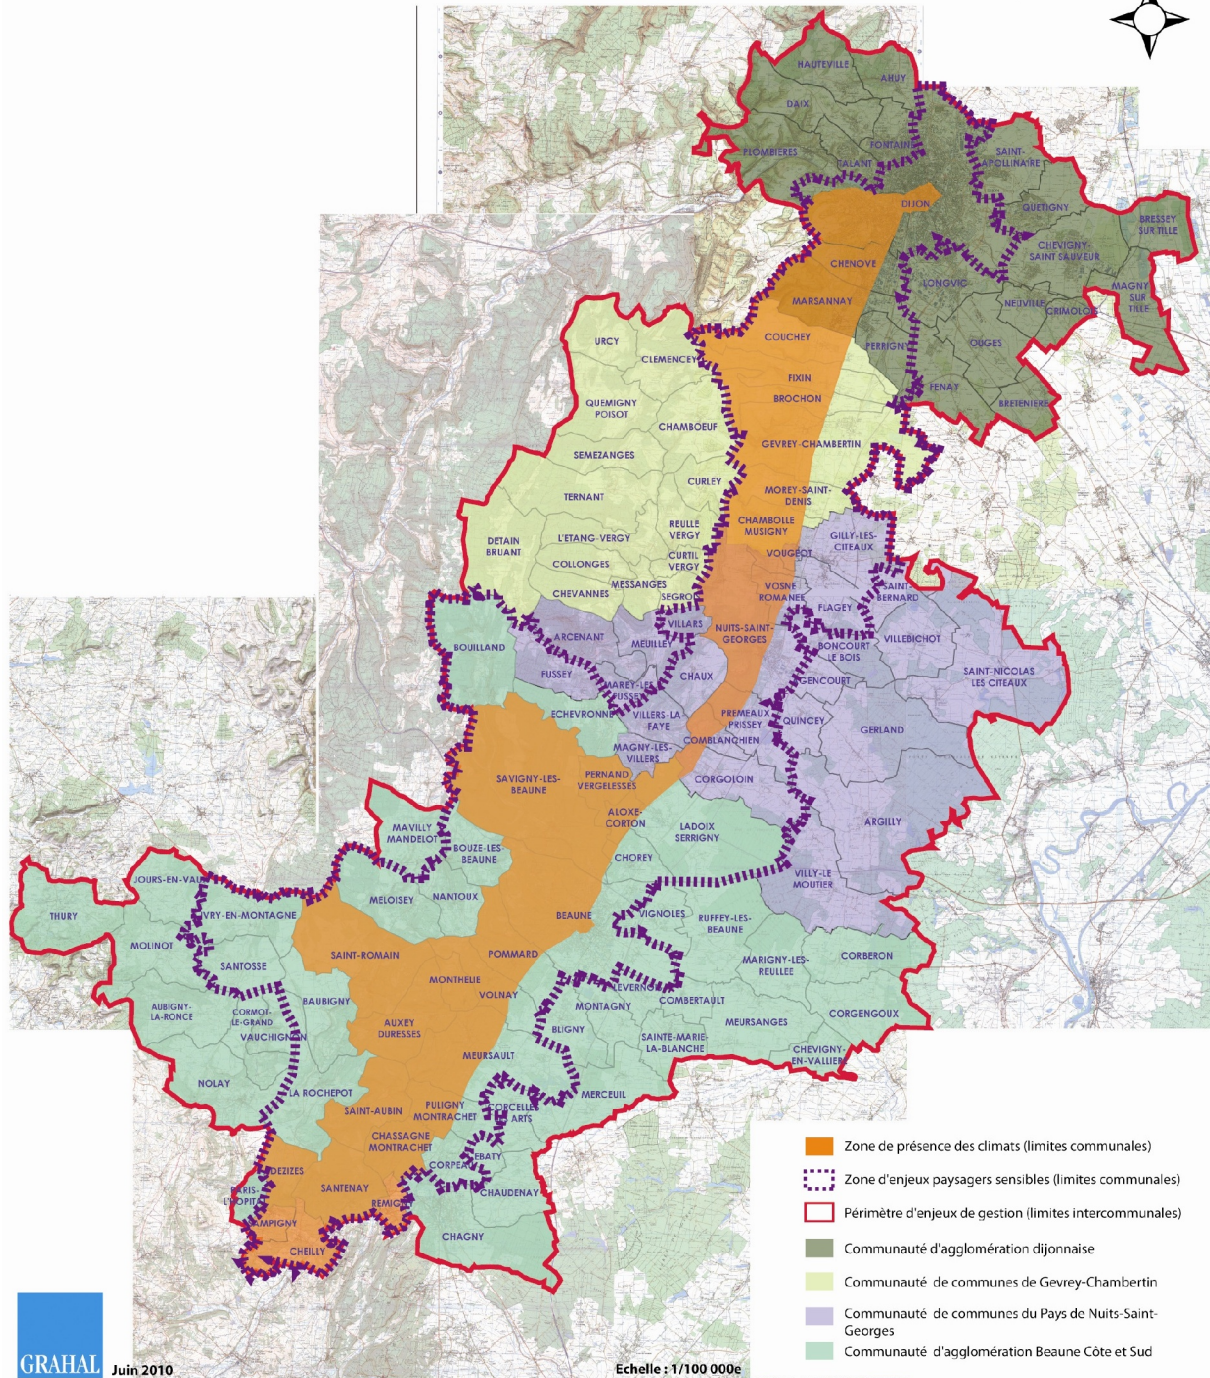 HAUTEVILLE
AHUY
DAIX
PLOMBIERES
FONTAINE
TALANT
SAINT-
APOLLINAIRE
DIJON
QUETIGNY
BRESSEY
SUR TILLE
CHEVIGNY-
SAINT SAUVEUR
CHENOVE
LONGVIC
MAGNY
SUR
TILLE
MARSANNAY
NEUVILLE
CRIMOLOIS
COUCHEY
PERRIGNY
OUGES
URCY
CLEMENCEY
FIXIN
FENAY
BROCHON
BRETENIERE
QUEMIGNY
POISOT
CHAMBOEUF
GEVREY-CHAMBERTIN
SEMEZANGES
CURLEY
TERNANT
MOREY-SAINT-
DENIS
REULLE
VERGY
CHAMBOLLE
MUSIGNY
DETAIN
BRUANT
L'ETANG-VERGY
GILLY-LES-
CITEAUX
VOUGEOT
COLLONGES
CURTIL
VERGY
MESSANGES
CHEVANNES
SEGROIS
VOSNE
ROMANEE
SAINT-
BERNARD
FLAGEY
VILLARS
NUITS-SAINT-
GEORGES
ARCENANT
MEUILLEY
VILLEBICHOT
BOUILLAND
BONCOURT
LE BOIS
FUSSEY
CHAUX
SAINT-NICOLAS
LES CITEAUX
MAREY-LES
FUSSEY
GENCOURT
ECHEVRONNE
VILLERS-LA
FAYE
PREMEAUX
PRISSEY
QUINCEY
GERLAND
COMBLANCHIEN
MAGNY-LES-
VILLERS
SAVIGNY-LES-
BEAUNE
PERNAND
VERGELESSES
CORGOLOIN
ALOXE-
CORTON
LADOIX
SERRIGNY
ARGILLY
MAVILLY
MANDELOT
BOUZE-LES
BEAUNE
CHOREY
VILLY-LE
MOUTIER
JOURS-EN-VAUX
MELOISEY
NANTOUX
THURY
IVRY-EN-MONTAGNE
BEAUNE
VIGNOLES
RUFFEY-LES-
BEAUNE
MOLINOT
SAINT-ROMAIN
POMMARD
CORBERON
SANTOSSE
MARIGNY-LES-
REULLEE
MONTHELIE
LEVERNOIS
VOLNAY
BAUBIGNY
MONTAGNY
COMBERTAULT
AUBIGNY-
LA-RONCE
CORMOT-
LE-GRAND
CORGENGOUX
AUXEY
DURESSES
MEURSANGES
BLIGNY
VAUCHIGNON
SAINTE-MARIE-
LA-BLANCHE
MEURSAULT
CHEVIGNY-
EN-VALLIERE
NOLAY
LA ROCHEPOT
MERCEUIL
SAINT-AUBIN
PULIGNY
MONTRACHET
CORCELLES
ARTS
CHASSAGNE
MONTRACHET
EBATY
CORPEAU
DEZIZES
SANTENAY
CHAUDENAY
PARIS-
L'HOPITAL
REMIGNY
SAMPIGNY
CHAGNY
CHEILLY
Zone de présence des climats (limites communales)
Zone d'enjeux paysagers sensibles (limites communales)
Périmètre d'enjeux de gestion (limites intercommunales)
Communauté d'agglomération dijonnaise
Communauté de communes de Gevrey-Chambertin
Communauté de communes du Pays de Nuits-Saint-
Georges
Communauté d'agglomération Beaune Côte et Sud
GRAHAL
Juin 2010
Echelle : 1/100 000e